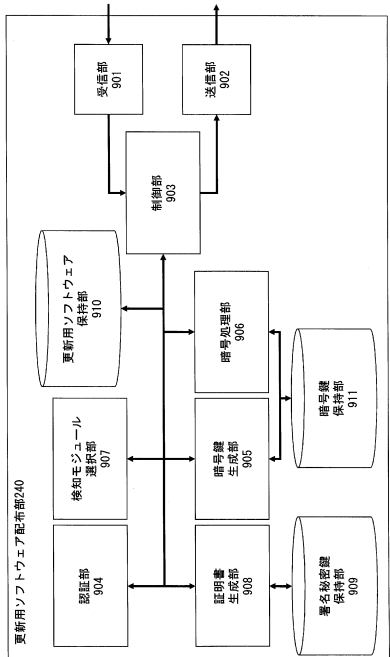 更新用ソフトウェア配布部240
受信部
901
送信部
902
制御部
903
更新用ソフトウェア
保持部
910
検知モジュール
選択部
907
認証部
904
暗号処理部
906
暗号鍵
生成部
905
証明書
生成部
908
暗号鍵
保持部
911
署名秘密鍵
保持部
909